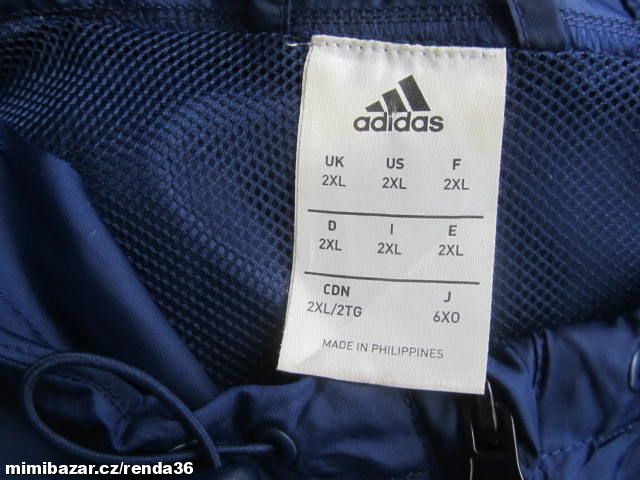 adidas
UK US F
2XL 2XL 2XL
D I E
2XL 2XL 2XL
CDN J
2XL/2TG 6XO
MADE IN PHILIPPINES
mimibazar.cz/renda36